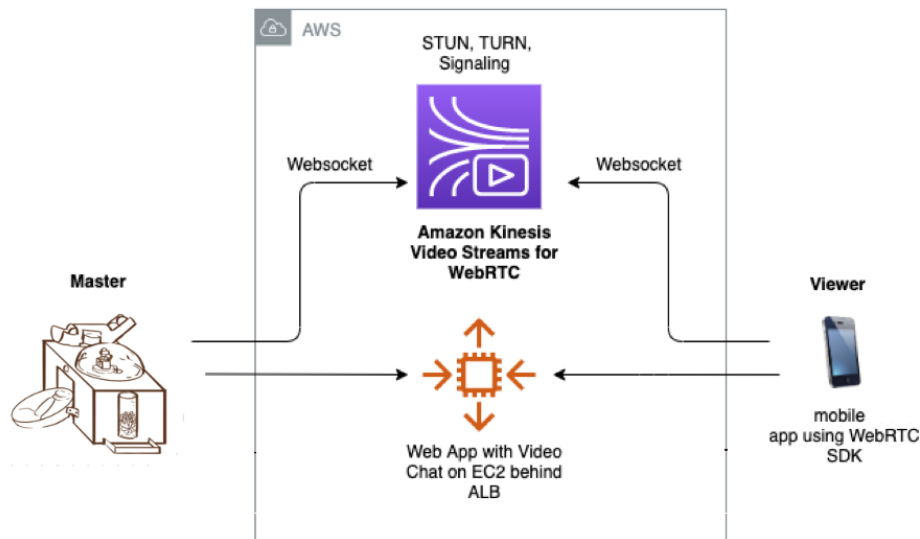 AWS
STUN, TURN,
Signaling
Websocket
Websocket
Amazon Kinesis
Video Streams for
WebRTC
Master
Viewer
mobile
app using WebRTC
SDK
Web App with Video
Chat on EC2 behind
ALB